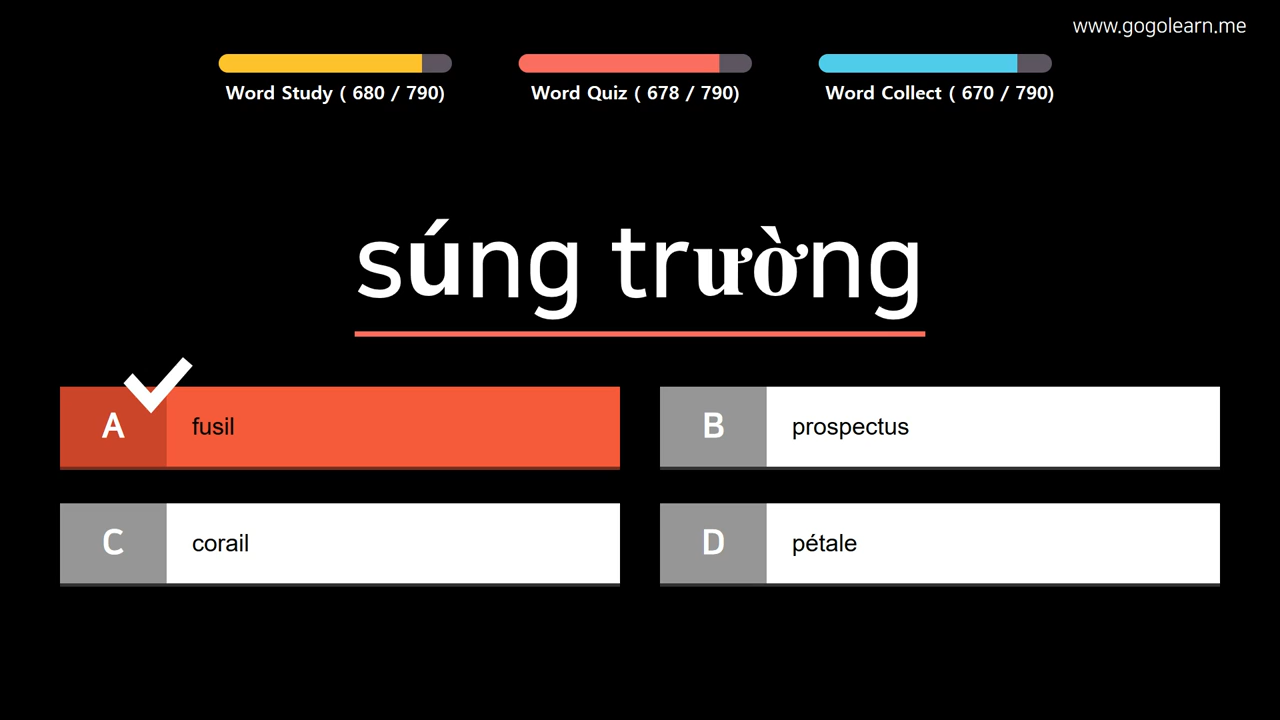 www.gogolearn.me
Word Study ( 680 / 790)
Word Quiz ( 678 / 790)
Word Collect ( 670 / 790)
súng trường
A fusil
B prospectus
C corail
D pétale